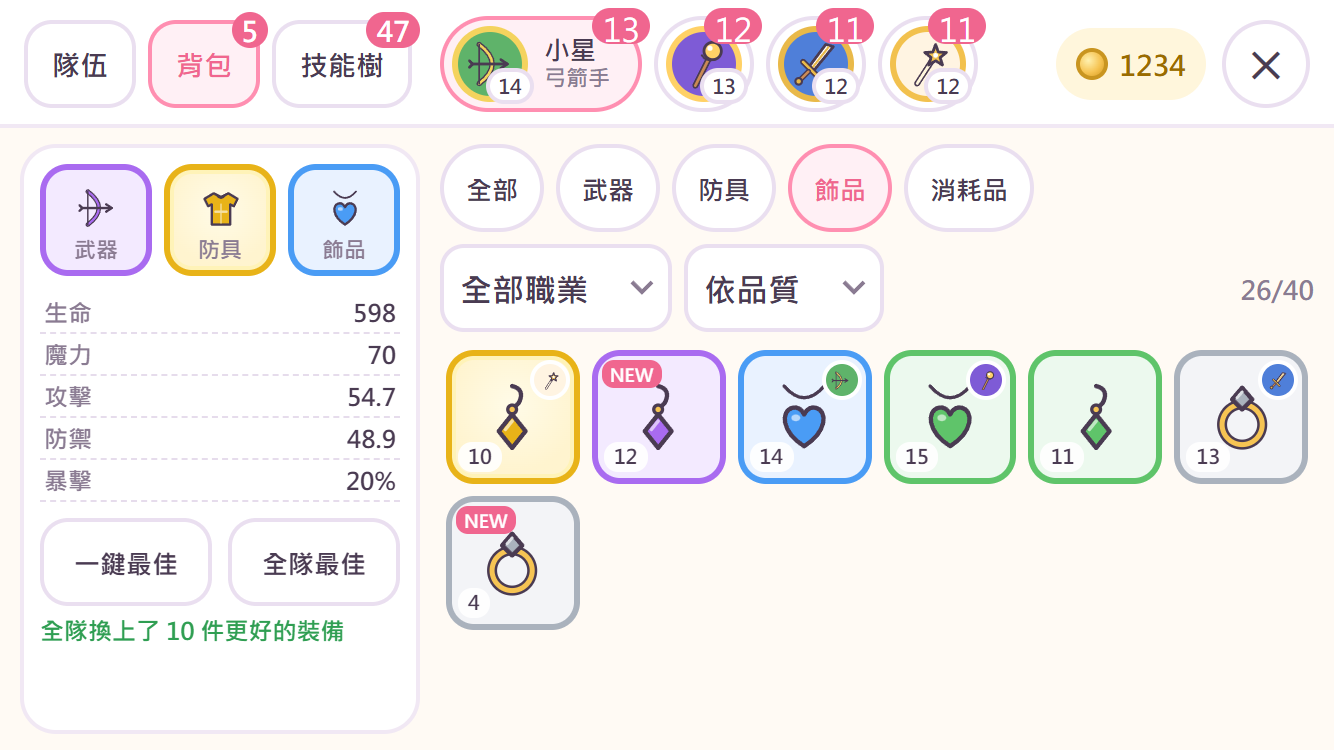 隊伍
背包
5
技能樹
47
小星
弓箭手
13
14
12
13
11
12
11
12
1234
武器
防具
飾品
生命 598
魔力 70
攻擊 54.7
防禦 48.9
暴擊 20%
一鍵最佳
全隊最佳
全隊換上了 10 件更好的裝備
全部
武器
防具
飾品
消耗品
全部職業
依品質
26/40
10
NEW
12
14
15
11
13
NEW
4